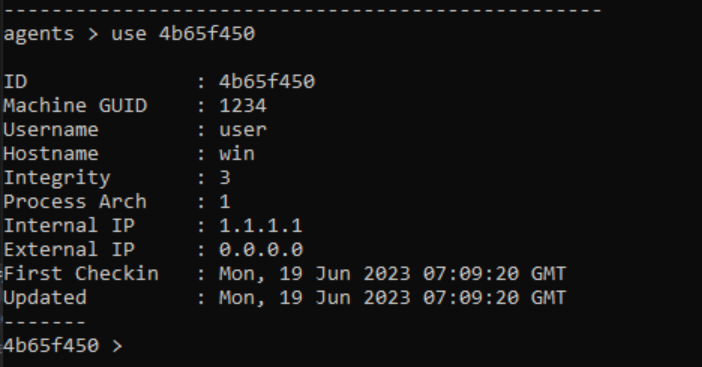 --------------------------------------------------
agents > use 4b65f450
ID : 4b65f450
Machine GUID : 1234
Username : user
Hostname : win
Integrity : 3
Process Arch : 1
Internal IP : 1.1.1.1
External IP : 0.0.0.0
First Checkin : Mon, 19 Jun 2023 07:09:20 GMT
Updated : Mon, 19 Jun 2023 07:09:20 GMT
-------
4b65f450 >